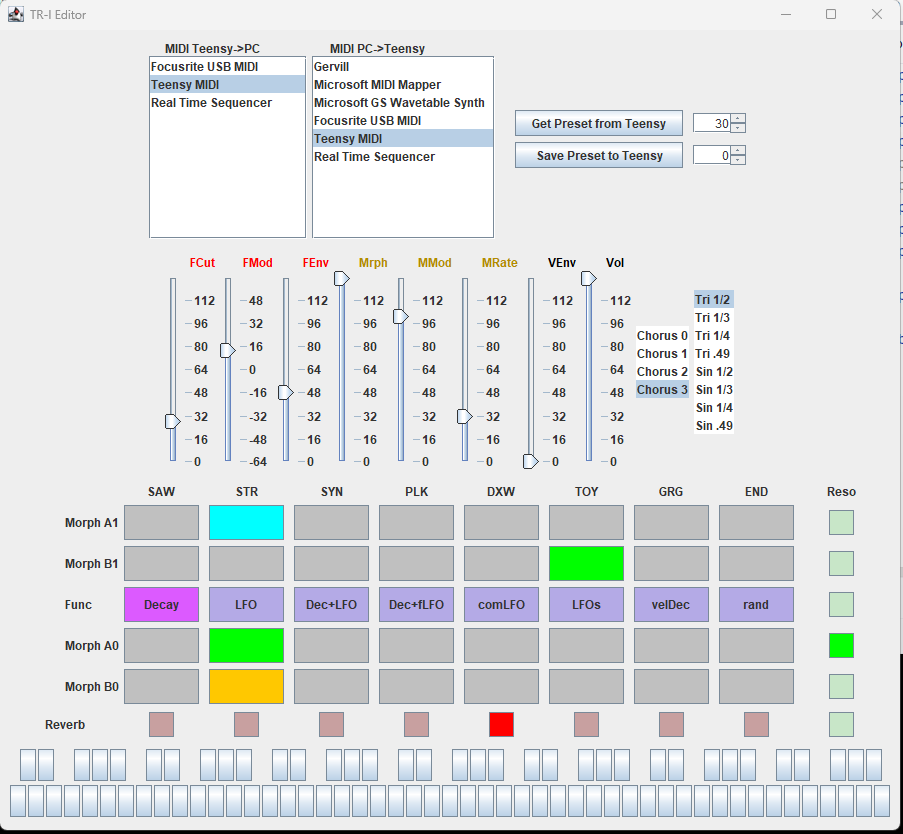 TR-I Editor
MIDI Teensy->PC MIDI PC->Teensy
Focusrite USB MIDI
Teensy MIDI
Real Time Sequencer
Gervill
Microsoft MIDI Mapper
Microsoft GS Wavetable Synth
Focusrite USB MIDI
Teensy MIDI
Real Time Sequencer
Get Preset from Teensy 30
Save Preset to Teensy 0
FCut FMod FEnv Mrph MMod MRate VEnv Vol
112 48 112 112 112 112 112 112
96 32 96 96 96 96 96 96
80 16 80 80 80 80 80 80
64 0 64 64 64 64 64 64
48 -16 48 48 48 48 48 48
32 -32 32 32 32 32 32 32
16 -48 16 16 16 16 16 16
0 -64 0 0 0 0 0 0
Chorus 0
Chorus 1
Chorus 2
Chorus 3
Tri 1/2
Tri 1/3
Tri 1/4
Tri .49
Sin 1/2
Sin 1/3
Sin 1/4
Sin .49
SAW STR SYN PLK DXW TOY GRG END Reso
Morph A1
Morph B1
Func Decay LFO Dec+LFO Dec+fLFO comLFO LFOs velDec rand
Morph A0
Morph B0
Reverb